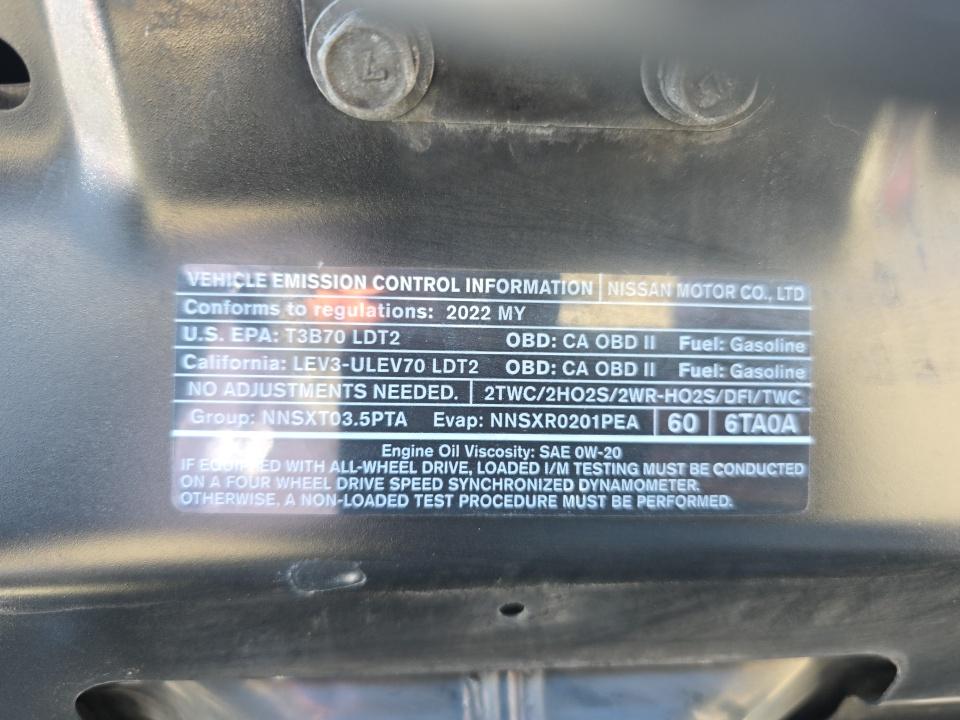 VEHICLE EMISSION CONTROL INFORMATION NISSAN MOTOR CO., LTD
Conforms to regulations: 2022 MY
U.S. EPA: T3B70 LDT2 OBD: CA OBD II Fuel: Gasoline
California: LEV3-ULEV70 LDT2 OBD: CA OBD II Fuel: Gasoline
NO ADJUSTMENTS NEEDED. 2TWC/2HO2S/2WR-HO2S/DFI/TWC
Group: NNSXT03.5PTA Evap: NNSXR0201PEA 60 6TA0A
Engine Oil Viscosity: SAE 0W-20
IF EQUIPPED WITH ALL-WHEEL DRIVE, LOADED I/M TESTING MUST BE CONDUCTED
ON A FOUR WHEEL DRIVE SPEED SYNCHRONIZED DYNAMOMETER.
OTHERWISE, A NON-LOADED TEST PROCEDURE MUST BE PERFORMED.